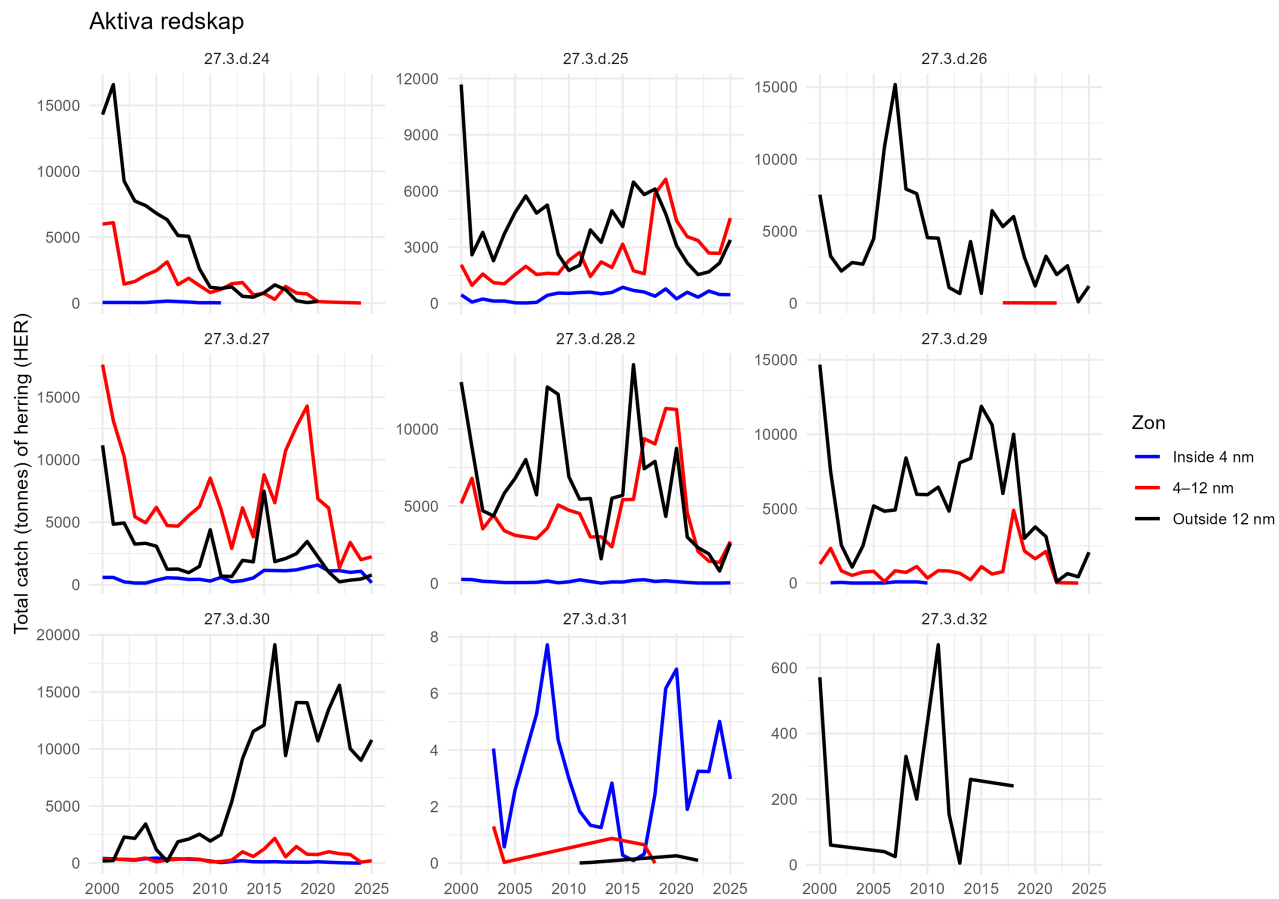 Aktiva redskap
27.3.d.24
27.3.d.25
27.3.d.26
15000
10000
5000
0
12000
9000
6000
3000
0
15000
10000
5000
0
27.3.d.27
27.3.d.28.2
27.3.d.29
15000
10000
5000
0
10000
5000
0
15000
10000
5000
0
27.3.d.30
27.3.d.31
27.3.d.32
20000
15000
10000
5000
0
8
6
4
2
0
600
400
200
0
2000 2005 2010 2015 2020 2025
2000 2005 2010 2015 2020 2025
2000 2005 2010 2015 2020 2025
Total catch (tonnes) of herring (HER)
Zon
Inside 4 nm
4–12 nm
Outside 12 nm